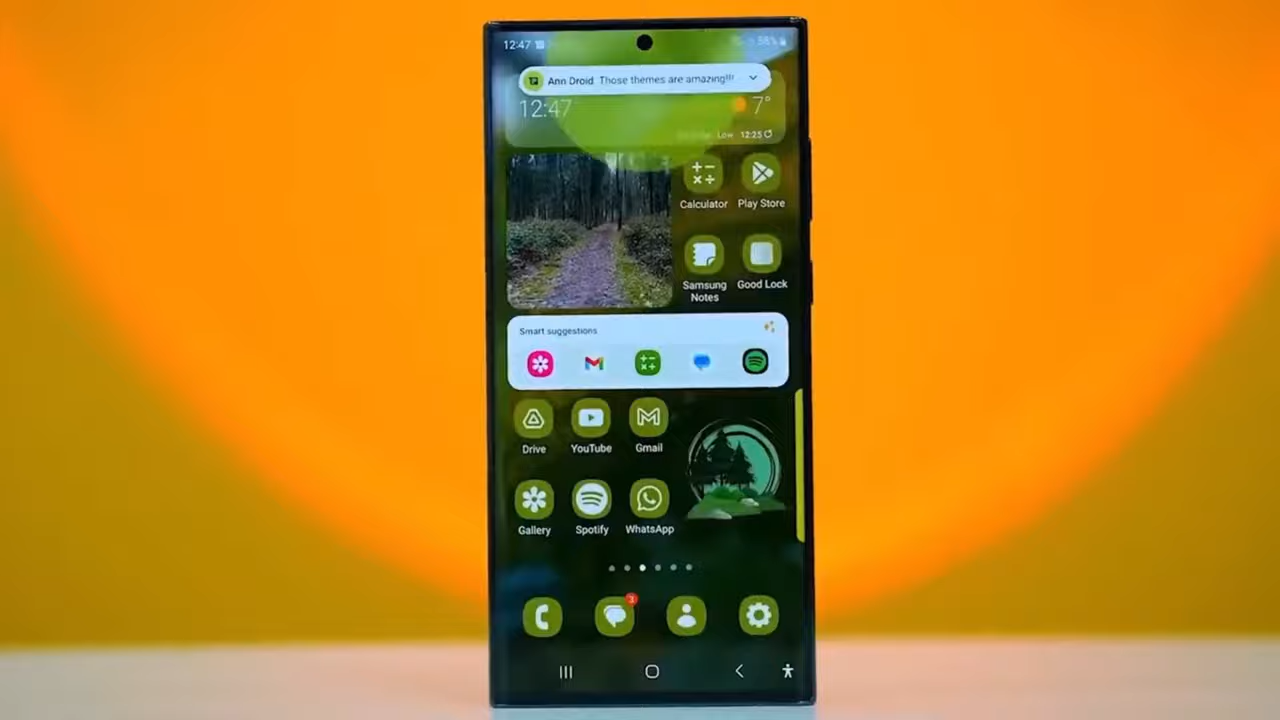 12:47
58%
Ann Droid Those themes are amazing!!!
12:47
7°
Low 12:25
Calculator Play Store
Samsung Notes Good Lock
Smart suggestions
Drive YouTube Gmail
Gallery Spotify WhatsApp
3